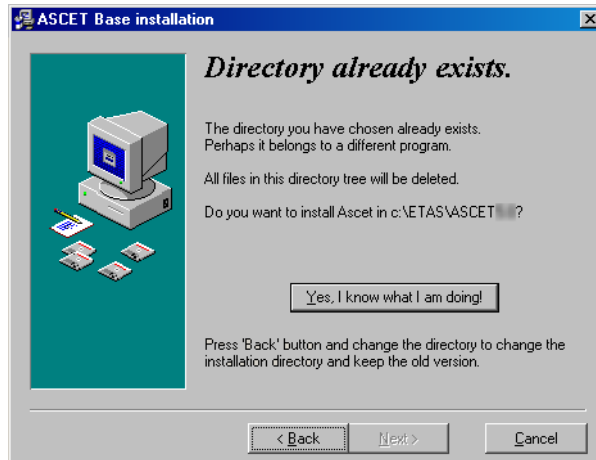 ASCET Base installation
Directory already exists.
The directory you have chosen already exists.
Perhaps it belongs to a different program.
All files in this directory tree will be deleted.
Do you want to install Ascet in c:\ETAS\ASCET ?
Yes, I know what I am doing!
Press 'Back' button and change the directory to change the
installation directory and keep the old version.
< Back
Next >
Cancel